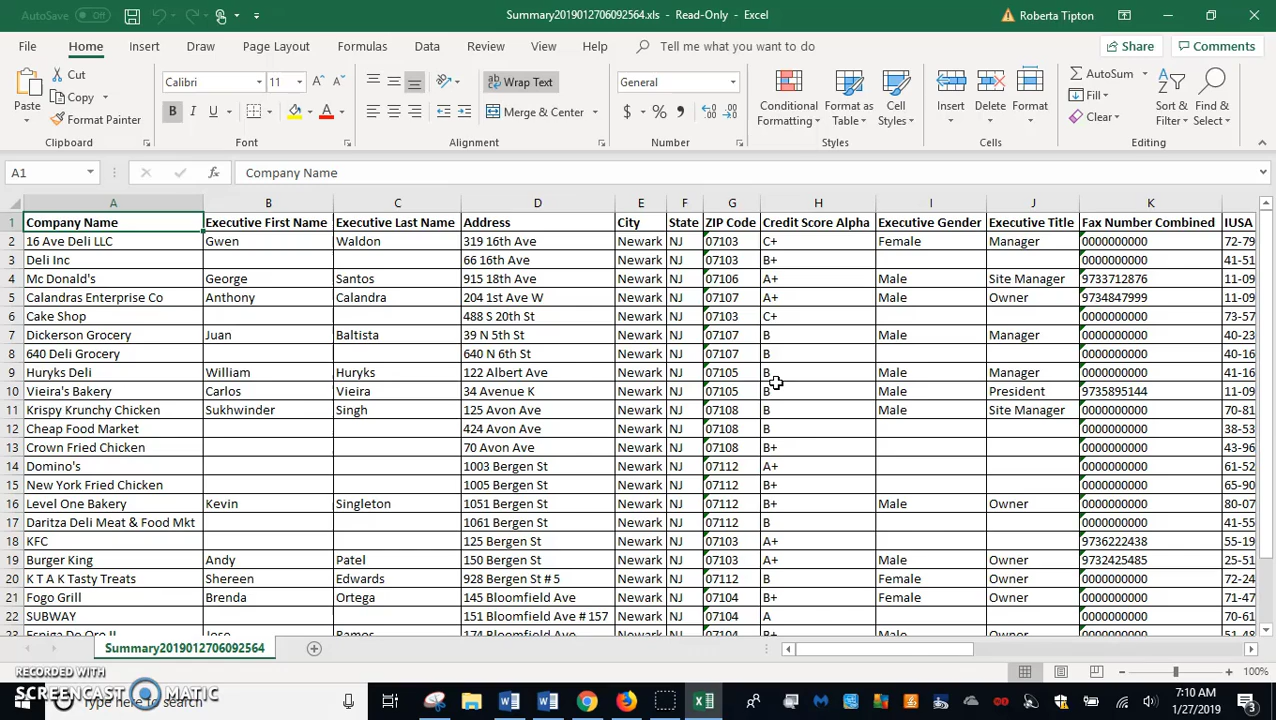 AutoSave Off Summary2019012706092564.xls - Read-Only - Excel Roberta Tipton
File Home Insert Draw Page Layout Formulas Data Review View Help Tell me what you want to do Share Comments
Paste Cut Calibri 11 Wrap Text General Conditional Formatting Format as Table Cell Styles Insert Delete Format AutoSum Sort & Filter Find & Select
Copy B I U Merge & Center $ % Fill
Format Painter Clear
Clipboard Font Alignment Number Styles Cells Editing
A1 fx Company Name
A B C D E F G H I J K
1 Company Name Executive First Name Executive Last Name Address City State ZIP Code Credit Score Alpha Executive Gender Executive Title Fax Number Combined IUSA
2 16 Ave Deli LLC Gwen Waldon 319 16th Ave Newark NJ 07103 C+ Female Manager 0000000000 72-79
3 Deli Inc 66 16th Ave Newark NJ 07103 B+ 0000000000 41-51
4 Mc Donald's George Santos 915 18th Ave Newark NJ 07106 A+ Male Site Manager 9733712876 11-09
5 Calandras Enterprise Co Anthony Calandra 204 1st Ave W Newark NJ 07107 A+ Male Owner 9734847999 11-09
6 Cake Shop 488 S 20th St Newark NJ 07103 C+ 0000000000 73-57
7 Dickerson Grocery Juan Baltista 39 N 5th St Newark NJ 07107 B Male Manager 0000000000 40-23
8 640 Deli Grocery 640 N 6th St Newark NJ 07107 B 0000000000 40-16
9 Huryks Deli William Huryks 122 Albert Ave Newark NJ 07105 B Male Manager 0000000000 41-16
10 Vieira's Bakery Carlos Vieira 34 Avenue K Newark NJ 07105 Male President 9735895144 11-09
11 Krispy Krunchy Chicken Sukhwinder Singh 125 Avon Ave Newark NJ 07108 B Male Site Manager 0000000000 70-81
12 Cheap Food Market 424 Avon Ave Newark NJ 07108 B 0000000000 38-53
13 Crown Fried Chicken 70 Avon Ave Newark NJ 07108 B+ 0000000000 43-96
14 Domino's 1003 Bergen St Newark NJ 07112 A+ 0000000000 61-52
15 New York Fried Chicken 1005 Bergen St Newark NJ 07112 B+ 0000000000 65-90
16 Level One Bakery Kevin Singleton 1051 Bergen St Newark NJ 07112 B+ Male Owner 0000000000 80-07
17 Daritza Deli Meat & Food Mkt 1061 Bergen St Newark NJ 07112 B 0000000000 41-55
18 KFC 125 Bergen St Newark NJ 07103 A+ 9736222438 55-19
19 Burger King Andy Patel 150 Bergen St Newark NJ 07103 A+ Male Owner 9732425485 25-51
20 K T A K Tasty Treats Shereen Edwards 928 Bergen St # 5 Newark NJ 07112 B Female Owner 0000000000 72-24
21 Fogo Grill Brenda Ortega 145 Bloomfield Ave Newark NJ 07104 B+ Female Owner 0000000000 71-47
22 SUBWAY 151 Bloomfield Ave # 157 Newark NJ 07104 A 0000000000 70-61
23 Espiga De Oro II Jose Ramos 174 Bloomfield Ave Newark NJ 07104 B+ Male Owner 0000000000 51-48
Summary2019012706092564
100%
RECORDED WITH
SCREENCAST MATIC
here to search
7:10 AM
1/27/2019
3